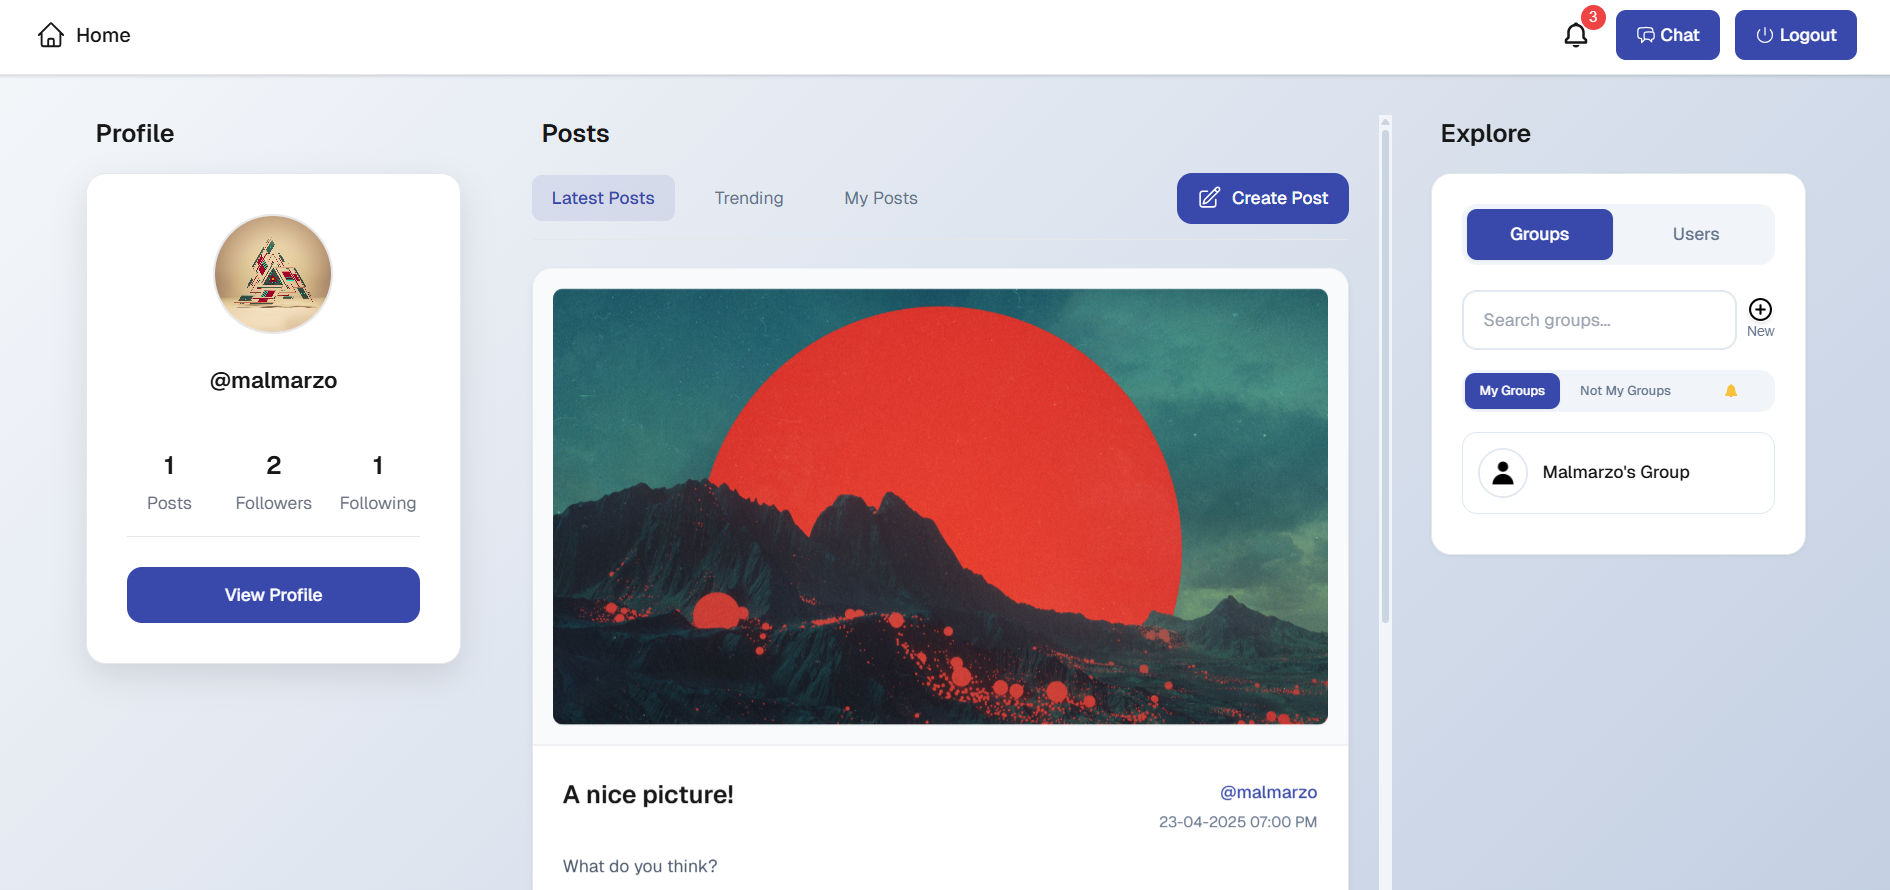 Home
3
Chat
Logout
Profile
@malmarzo
1
Posts
2
Followers
1
Following
View Profile
Posts
Latest Posts
Trending
My Posts
Create Post
A nice picture!
@malmarzo
23-04-2025 07:00 PM
What do you think?
Explore
Groups
Users
Search groups...
New
My Groups
Not My Groups
Malmarzo's Group